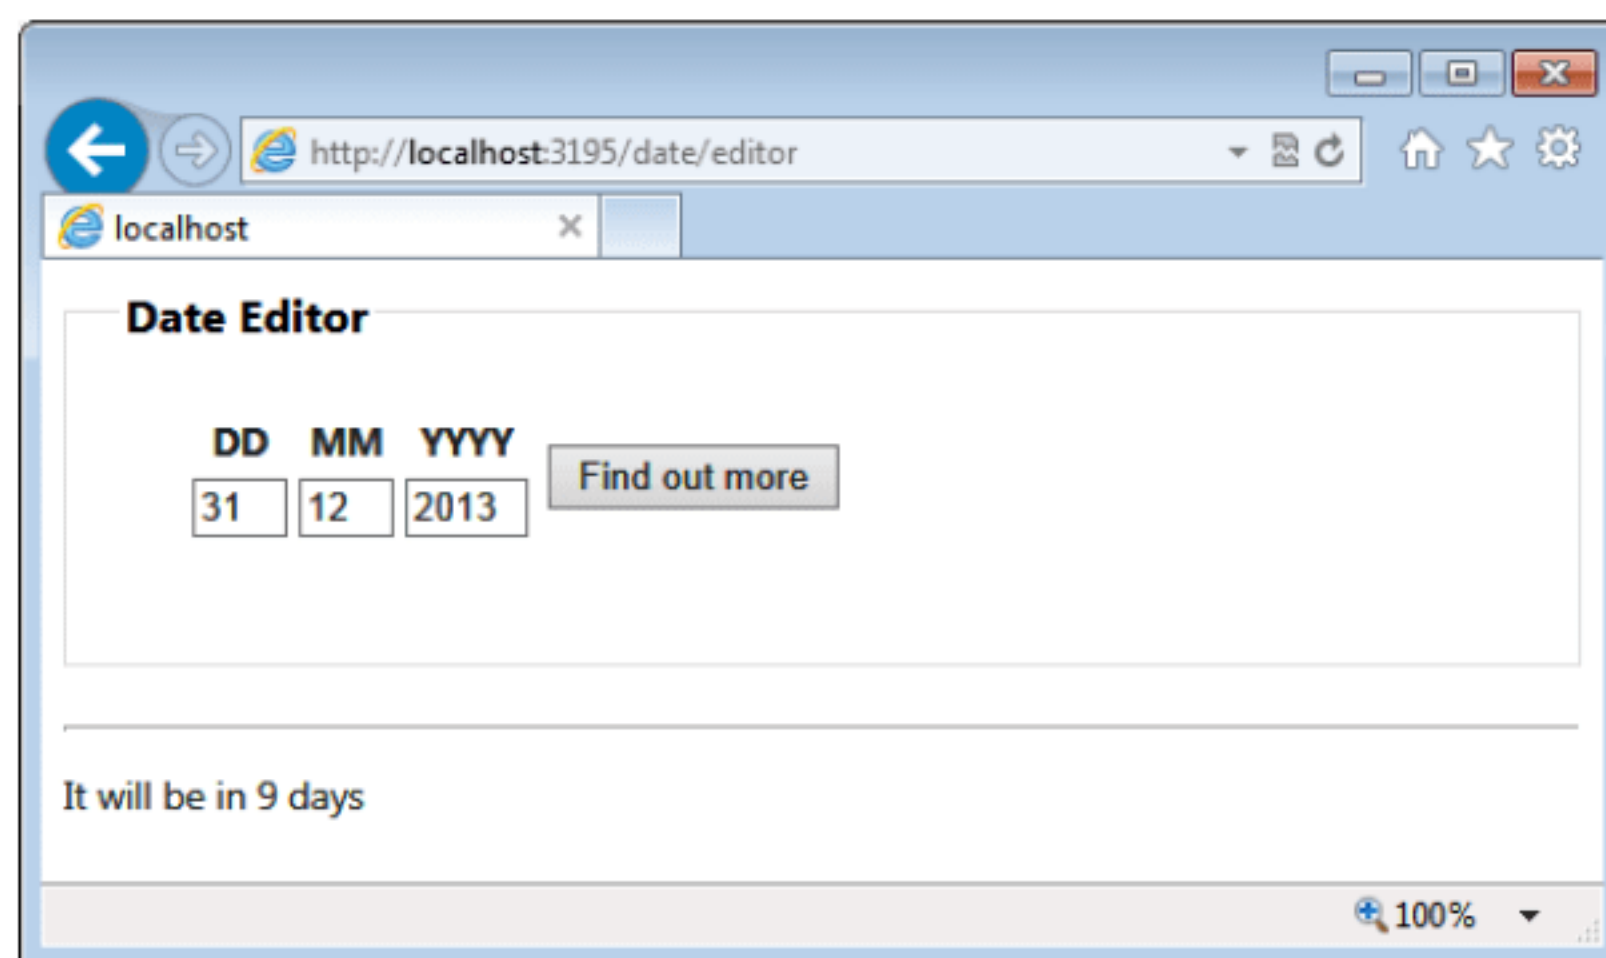 http://localhost:3195/date/editor
localhost
Date Editor
DD MM YYYY
31 12 2013 Find out more
It will be in 9 days
100%